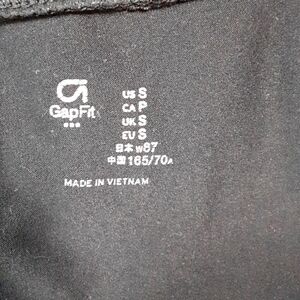 GapFit
US S
CA P
UK S
EU S
日本 W67
中国 165/70A
MADE IN VIETNAM